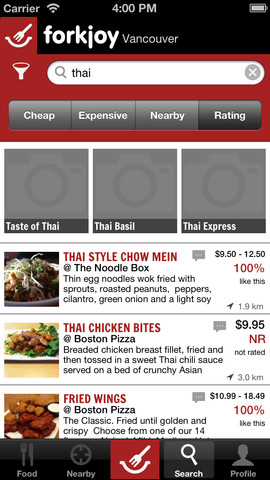 Carrier 4:00 PM
forkjoy Vancouver
thai
Cheap Expensive Nearby Rating
Taste of Thai Thai Basil Thai Express
THAI STYLE CHOW MEIN $9.50 - 12.50
@ The Noodle Box 100%
Thin egg noodles wok fried with like this
sprouts, roasted peanuts, peppers,
cilantro, green onion and a light soy 1.9 km
THAI CHICKEN BITES $9.95
@ Boston Pizza NR
Breaded chicken breast fillet, fried and not rated
then tossed in a sweet Thai chili sauce
served on a bed of crunchy Asian 3.0 km
FRIED WINGS $10.99 - 18.49
@ Boston Pizza 100%
The Classic. Fried until golden and like this
crispy Choose from one of our 14
Food Nearby Search Profile